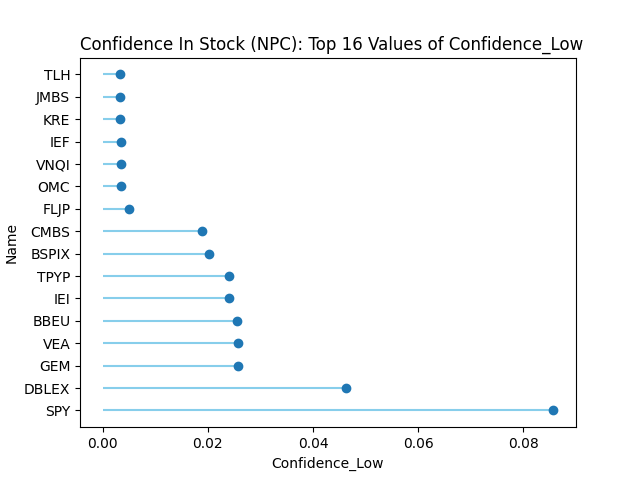 Confidence In Stock (NPC): Top 16 Values of Confidence_Low
TLH
JMBS
KRE
IEF
VNQI
OMC
FLJP
CMBS
BSPIX
TPYP
IEI
BBEU
VEA
GEM
DBLEX
SPY
Name
0.00 0.02 0.04 0.06 0.08
Confidence_Low